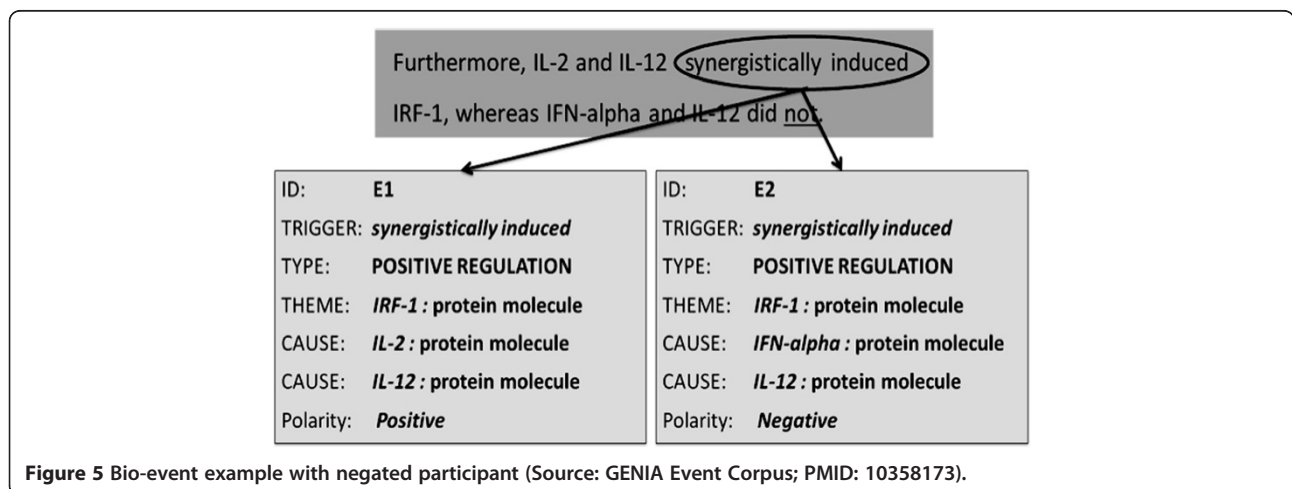 Furthermore, IL-2 and IL-12 synergistically induced
IRF-1, whereas IFN-alpha and IL-12 did not.
ID: E1
TRIGGER: synergistically induced
TYPE: POSITIVE REGULATION
THEME: IRF-1 : protein molecule
CAUSE: IL-2 : protein molecule
CAUSE: IL-12 : protein molecule
Polarity: Positive
ID: E2
TRIGGER: synergistically induced
TYPE: POSITIVE REGULATION
THEME: IRF-1 : protein molecule
CAUSE: IFN-alpha : protein molecule
CAUSE: IL-12 : protein molecule
Polarity: Negative
Figure 5 Bio-event example with negated participant (Source: GENIA Event Corpus; PMID: 10358173).